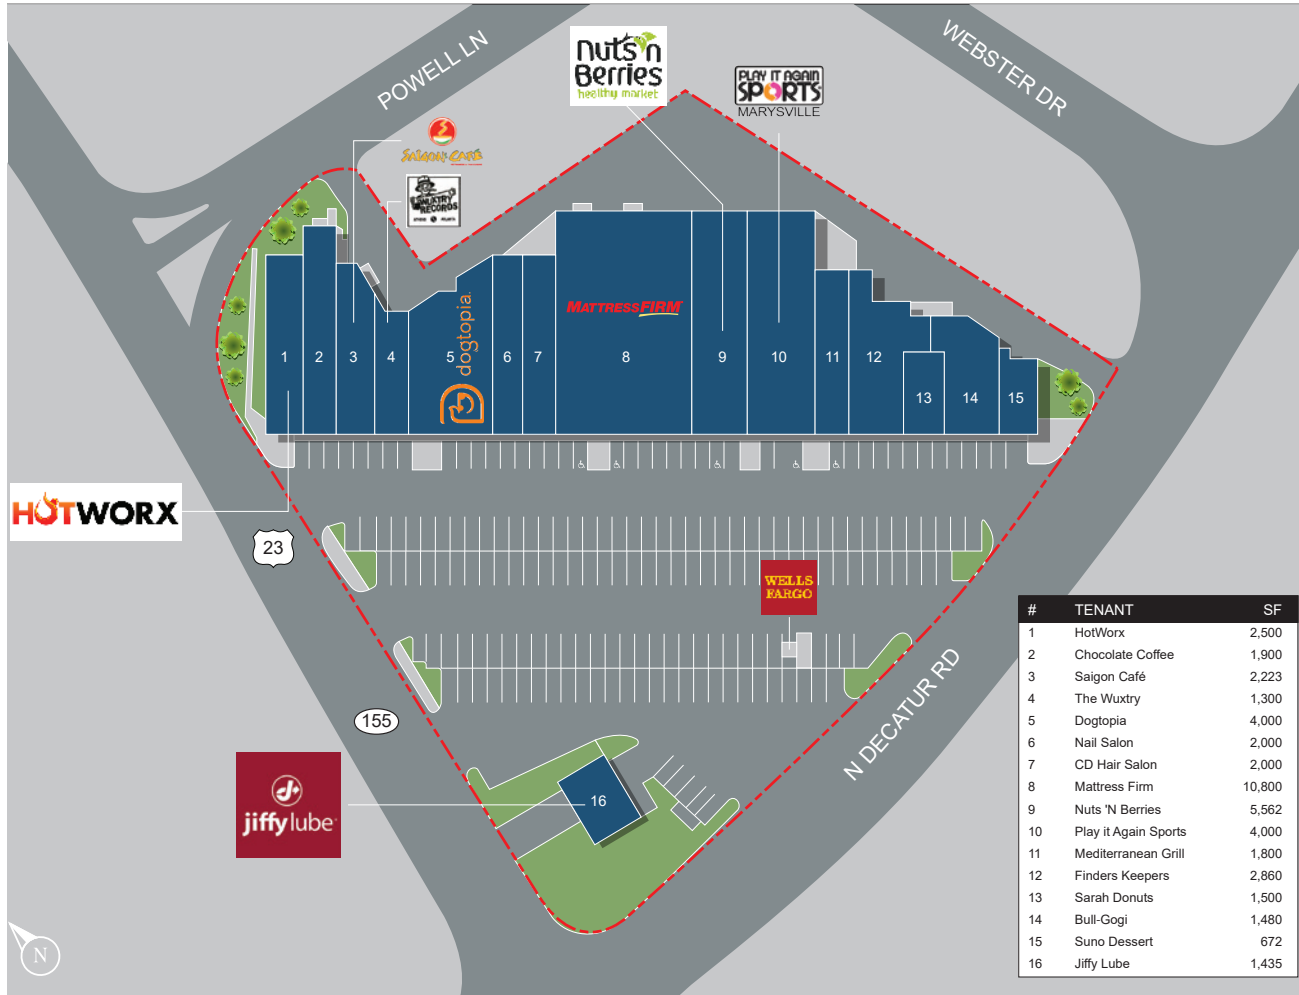 POWELL LN
WEBSTER DR
nuts'n
Berries
healthy market
PLAY IT AGAIN
SPORTS
MARYSVILLE
SAIGON CAFÉ
WUXTRY
RECORDS
dogtopia
MATTRESSFIRM
1
2
3
4
5
6
7
8
9
10
11
12
13
14
15
HOTWORX
23
WELLS
FARGO
155
N DECATUR RD
jiffylube
16
N
# TENANT SF
1 HotWorx 2,500
2 Chocolate Coffee 1,900
3 Saigon Café 2,223
4 The Wuxtry 1,300
5 Dogtopia 4,000
6 Nail Salon 2,000
7 CD Hair Salon 2,000
8 Mattress Firm 10,800
9 Nuts 'N Berries 5,562
10 Play it Again Sports 4,000
11 Mediterranean Grill 1,800
12 Finders Keepers 2,860
13 Sarah Donuts 1,500
14 Bull-Gogi 1,480
15 Suno Dessert 672
16 Jiffy Lube 1,435